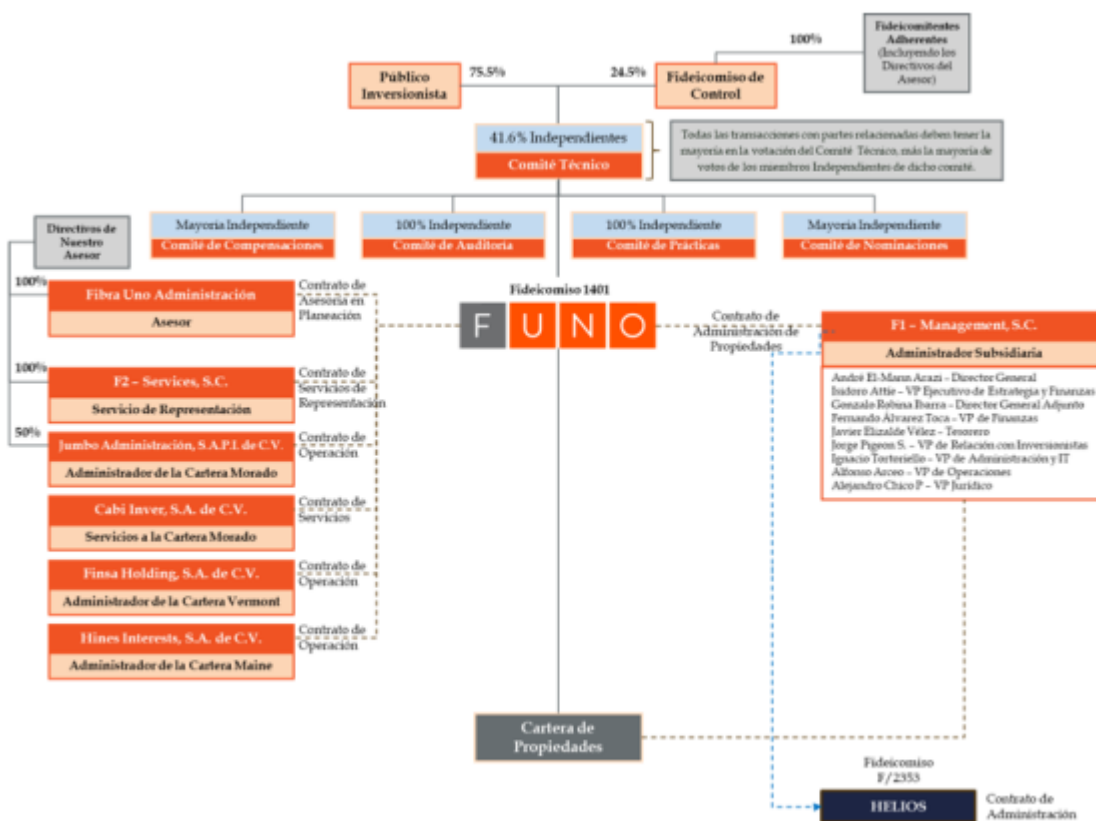 Fideicomitentes
Adherentes
(Incluyendo los
Directivos del
Asesor)
100%
Público
Inversionista
75.5%
24.5%
Fideicomiso de
Control
41.6% Independientes
Comité Técnico
Todas las transacciones con partes relacionadas deben tener la
mayoría en la votación del Comité Técnico, más la mayoría de
votos de los miembros Independientes de dicho comité.
Mayoría Independiente
Comité de Compensaciones
100% Independiente
Comité de Auditoria
100% Independiente
Comité de Prácticas
Mayoría Independiente
Comité de Nominaciones
Directivos de
Nuestro
Asesor
100%
Fibra Uno Administración
Asesor
Contrato de
Asesoria en
Planeación
Fideicomiso 1401
FUNO
Contrato de
Administración de
Propiedades
F1 – Management, S.C.
Administrador Subsidiaria
André El-Mann Arazi – Director General
Isidoro Attie – VP Ejecutivo de Estrategia y Finanzas
Gonzalo Robina Ibarra – Director General Adjunto
Fernando Álvarez Toca – VP de Finanzas
Javier Elizalde Vélez – Tesorero
Jorge Pigeon S. – VP de Relación con Inversionistas
Ignacio Tortoriello – VP de Administración y IT
Alfonso Arceo – VP de Operaciones
Alejandro Chico P – VP Jurídico
100%
F2 – Services, S.C.
Servicio de Representación
Contrato de
Servicios de
Representación
50%
Jumbo Administración, S.A.P.I. de C.V.
Administrador de la Cartera Morado
Contrato de
Operación
Cabi Inver, S.A. de C.V.
Servicios a la Cartera Morado
Contrato de
Servicios
Finsa Holding, S.A. de C.V.
Administrador de la Cartera Vermont
Contrato de
Operación
Hines Interests, S.A. de C.V.
Administrador de la Cartera Maine
Contrato de
Operación
Cartera de
Propiedades
Fideicomiso
F/2353
HELIOS
Contrato de
Administración